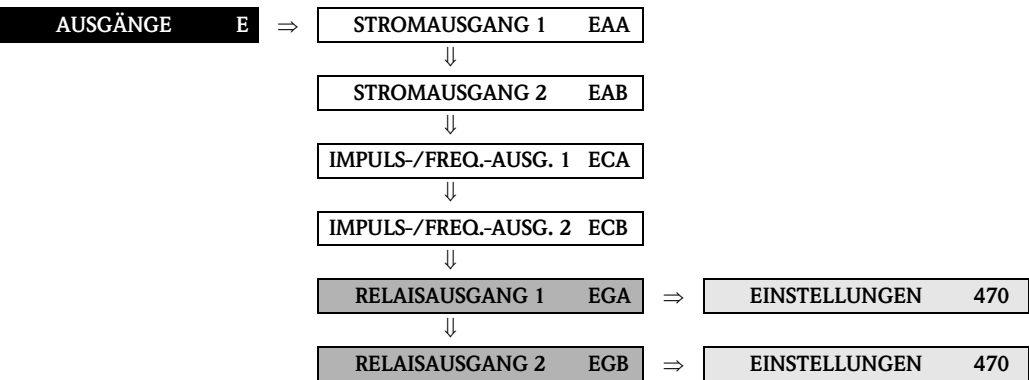 AUSGÄNGE E ⇒ STROMAUSGANG 1 EAA
⇓
STROMAUSGANG 2 EAB
⇓
IMPULS-/FREQ.-AUSG. 1 ECA
⇓
IMPULS-/FREQ.-AUSG. 2 ECB
⇓
RELAISAUSGANG 1 EGA ⇒ EINSTELLUNGEN 470
⇓
RELAISAUSGANG 2 EGB ⇒ EINSTELLUNGEN 470